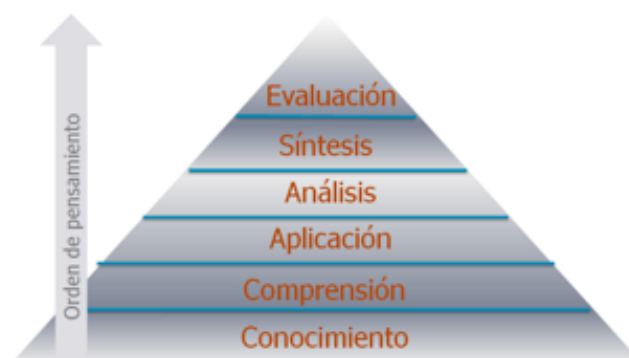 Orden de pensamiento
Evaluación
Síntesis
Análisis
Aplicación
Comprensión
Conocimiento